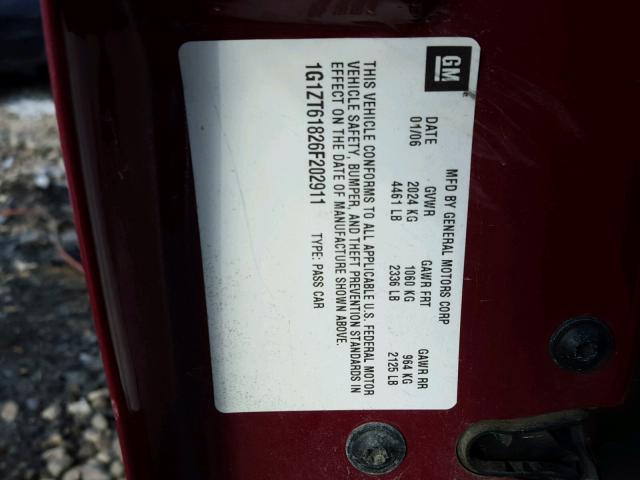 GM
MFD BY GENERAL MOTORS CORP
DATE GVWR GAWR FRT GAWR RR
01/06 2024 KG 1060 KG 964 KG
4461 LB 2336 LB 2125 LB
THIS VEHICLE CONFORMS TO ALL APPLICABLE U.S. FEDERAL MOTOR
VEHICLE SAFETY, BUMPER, AND THEFT PREVENTION STANDARDS IN
EFFECT ON THE DATE OF MANUFACTURE SHOWN ABOVE.
1G1ZT61826F202911 TYPE: PASS CAR